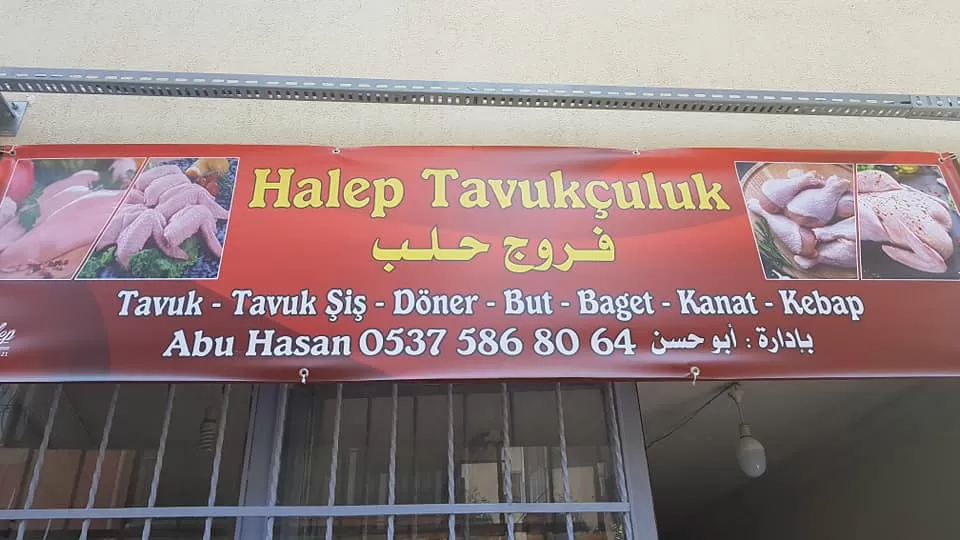 Halep Tavukçuluk
فروج حلب
Tavuk - Tavuk Şiş - Döner - But - Baget - Kanat - Kebap
Abu Hasan 0537 586 80 64 بإدارة : أبو حسن